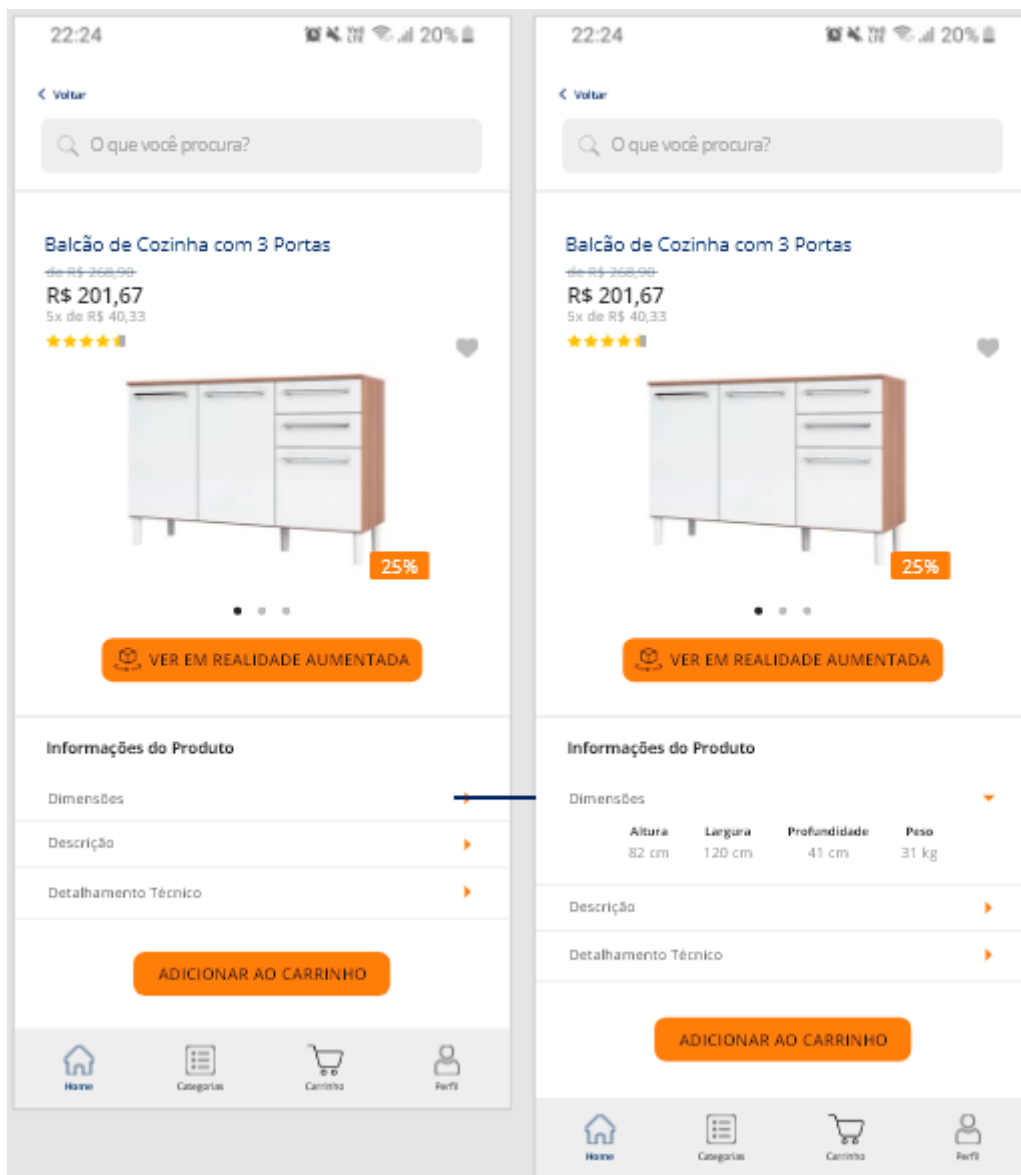 22:24 20%
Voltar
O que você procura?
Balcão de Cozinha com 3 Portas
de R$ 268,90
R$ 201,67
5x de R$ 40,33
25%
VER EM REALIDADE AUMENTADA
Informações do Produto
Dimensões
Descrição
Detalhamento Técnico
ADICIONAR AO CARRINHO
Home Categorias Carrinho Perfil
22:24 20%
Voltar
O que você procura?
Balcão de Cozinha com 3 Portas
de R$ 268,90
R$ 201,67
5x de R$ 40,33
25%
VER EM REALIDADE AUMENTADA
Informações do Produto
Dimensões
Altura Largura Profundidade Peso
82 cm 120 cm 41 cm 31 kg
Descrição
Detalhamento Técnico
ADICIONAR AO CARRINHO
Home Categorias Carrinho Perfil